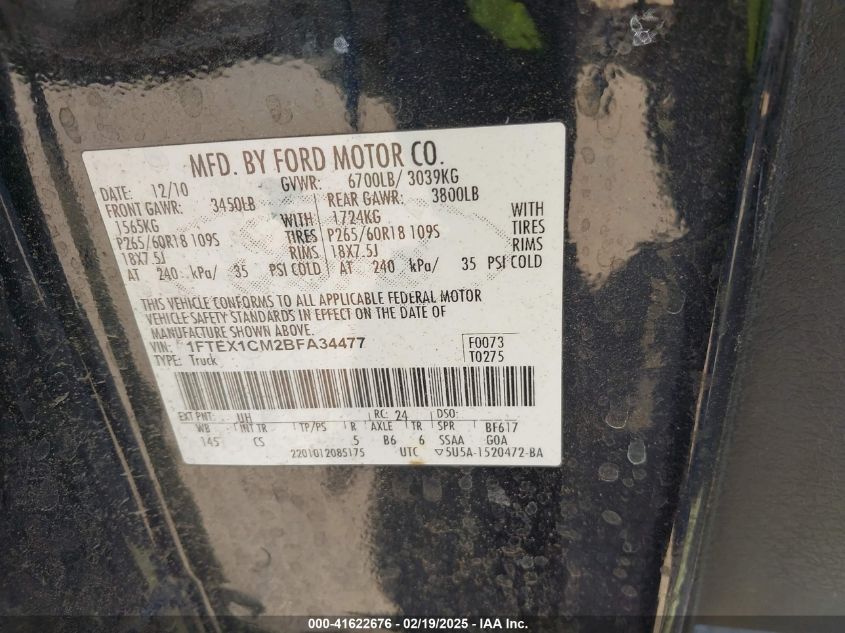 MFD. BY FORD MOTOR CO.
DATE: 12/10 GVWR: 6700LB/ 3039KG
FRONT GAWR: 3450LB REAR GAWR: 3800LB
1565KG WITH 1724KG WITH
P265/60R18 109S TIRES P265/60R18 109S TIRES
18X7.5J RIMS 18X7.5J RIMS
AT 240 kPa/ 35 PSI COLD AT 240 kPa/ 35 PSI COLD
THIS VEHICLE CONFORMS TO ALL APPLICABLE FEDERAL MOTOR
VEHICLE SAFETY STANDARDS IN EFFECT ON THE DATE OF
MANUFACTURE SHOWN ABOVE.
VIN: 1FTEX1CM2BFA34477 F0073
TYPE: Truck T0275
EXT PNT: UH RC: 24 DSO:
WB INT TR TP/PS R AXLE TR SPR BF617
145 CS 5 B6 6 SSAA GOA
2201012085175 UTC ▽5U5A-1520472-BA
000-41622676 - 02/19/2025 - IAAI.COM